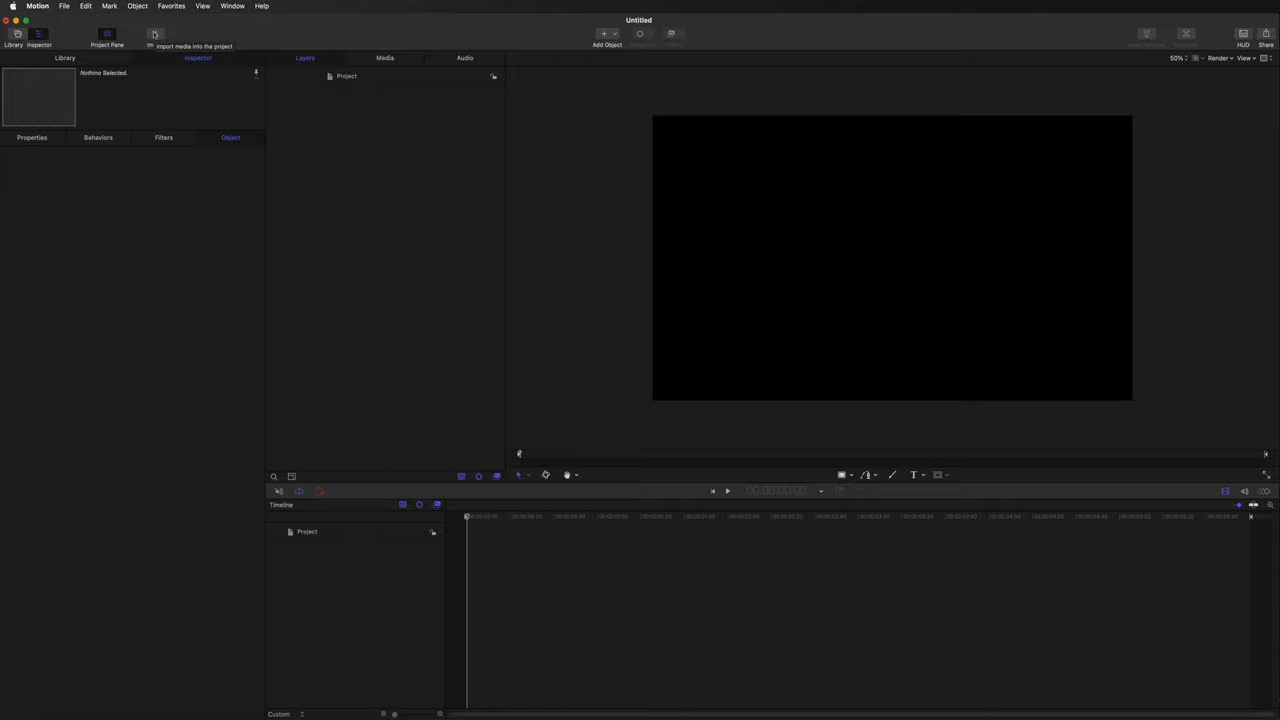 Motion File Edit Mark Object Favorites View Window Help
Untitled
Library Inspector Project Pane Im Add Object HUD Share
Import media into the project
Library Inspector Layers Media Audio 50% Render View
Nothing Selected.
Project
Properties Behaviors Filters Object
T
Timeline
Project
Custom